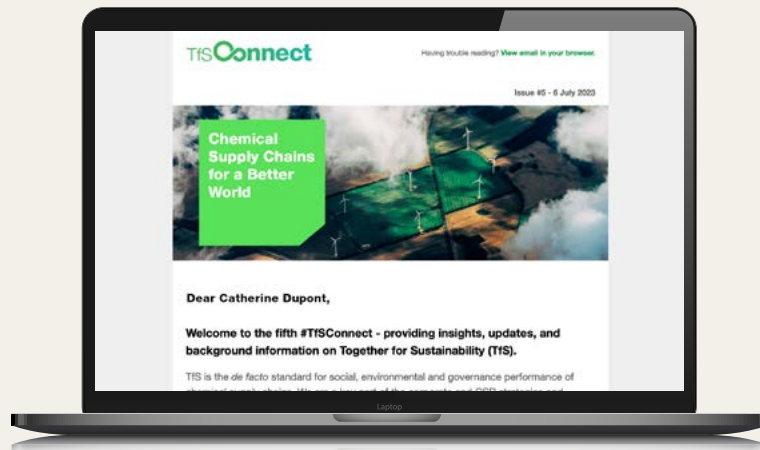 TfSConnect
Having trouble reading? View email in your browser.
Issue #5 - 6 July 2023
Chemical
Supply Chains
for a Better
World
Dear Catherine Dupont,
Welcome to the fifth #TfSConnect - providing insights, updates, and
background information on Together for Sustainability (TfS).
TfS is the de facto standard for social, environmental and governance performance of
Laptop